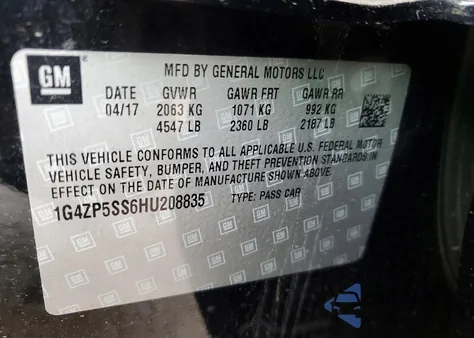 GM
MFD BY GENERAL MOTORS LLC
DATE GVWR GAWR FRT GAWR RR
04/17 2063 KG 1071 KG 992 KG
4547 LB 2360 LB 2187 LB
THIS VEHICLE CONFORMS TO ALL APPLICABLE U.S. FEDERAL MOTOR
VEHICLE SAFETY, BUMPER, AND THEFT PREVENTION STANDARDS IN
EFFECT ON THE DATE OF MANUFACTURE SHOWN ABOVE.
1G4ZP5SS6HU208835 TYPE: PASS CAR